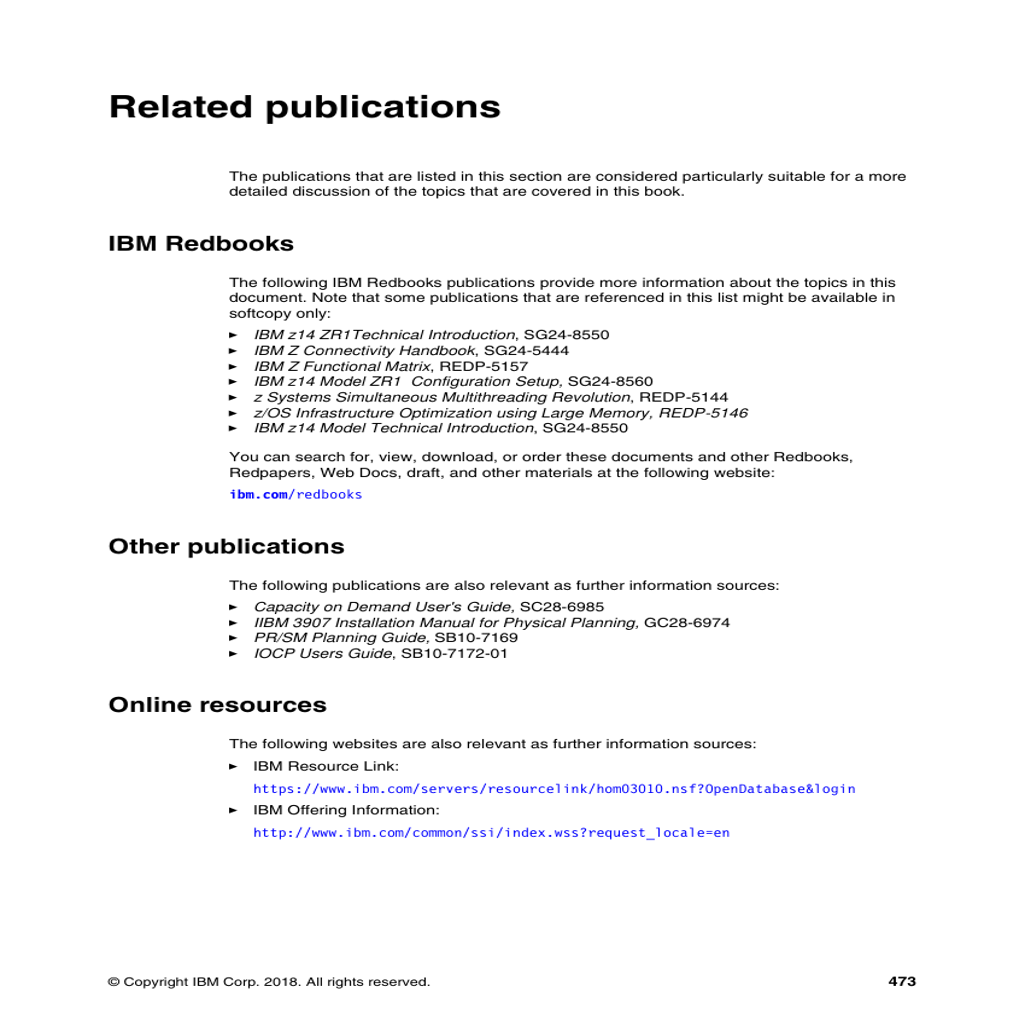 Related publications
The publications that are listed in this section are considered particularly suitable for a more
detailed discussion of the topics that are covered in this book.
IBM Redbooks
The following IBM Redbooks publications provide more information about the topics in this
document. Note that some publications that are referenced in this list might be available in
softcopy only:
► IBM z14 ZR1Technical Introduction, SG24-8550
► IBM Z Connectivity Handbook, SG24-5444
► IBM Z Functional Matrix, REDP-5157
► IBM z14 Model ZR1  Configuration Setup, SG24-8560
► z Systems Simultaneous Multithreading Revolution, REDP-5144
► z/OS Infrastructure Optimization using Large Memory, REDP-5146
► IBM z14 Model Technical Introduction, SG24-8550
You can search for, view, download, or order these documents and other Redbooks,
Redpapers, Web Docs, draft, and other materials at the following website:
ibm.com/redbooks
Other publications
The following publications are also relevant as further information sources:
► Capacity on Demand User's Guide, SC28-6985
► IIBM 3907 Installation Manual for Physical Planning, GC28-6974
► PR/SM Planning Guide, SB10-7169
► IOCP Users Guide, SB10-7172-01
Online resources
The following websites are also relevant as further information sources:
► IBM Resource Link:
https://www.ibm.com/servers/resourcelink/hom03010.nsf?OpenDatabase&login
► IBM Offering Information:
http://www.ibm.com/common/ssi/index.wss?request_locale=en
© Copyright IBM Corp. 2018. All rights reserved.
473